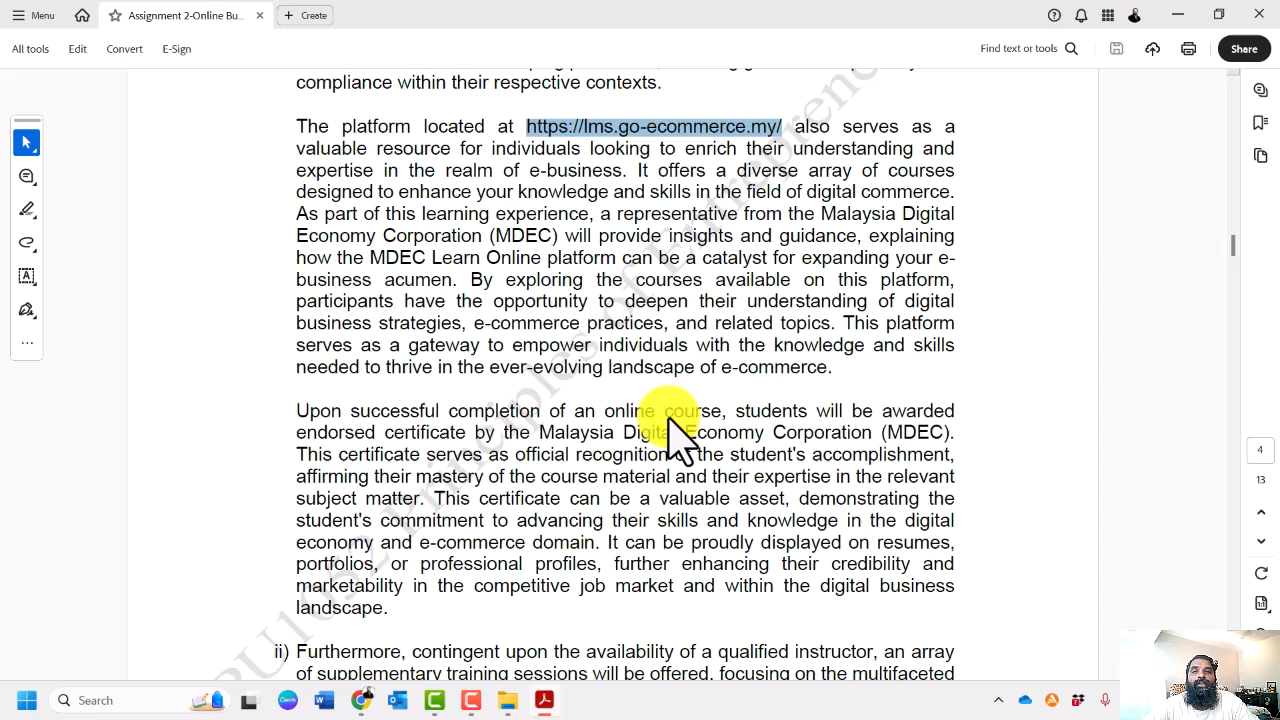 Menu
Assignment 2-Online Bu...
Create
All tools Edit Convert E-Sign
Find text or tools
Share
compliance within their respective contexts.
The platform located at https://lms.go-ecommerce.my/ also serves as a
valuable resource for individuals looking to enrich their understanding and
expertise in the realm of e-business. It offers a diverse array of courses
designed to enhance your knowledge and skills in the field of digital commerce.
As part of this learning experience, a representative from the Malaysia Digital
Economy Corporation (MDEC) will provide insights and guidance, explaining
how the MDEC Learn Online platform can be a catalyst for expanding your e-
business acumen. By exploring the courses available on this platform,
participants have the opportunity to deepen their understanding of digital
business strategies, e-commerce practices, and related topics. This platform
serves as a gateway to empower individuals with the knowledge and skills
needed to thrive in the ever-evolving landscape of e-commerce.
Upon successful completion of an online course, students will be awarded
endorsed certificate by the Malaysia Digital Economy Corporation (MDEC).
This certificate serves as official recognition of the student's accomplishment,
affirming their mastery of the course material and their expertise in the relevant
subject matter. This certificate can be a valuable asset, demonstrating the
student's commitment to advancing their skills and knowledge in the digital
economy and e-commerce domain. It can be proudly displayed on resumes,
portfolios, or professional profiles, further enhancing their credibility and
marketability in the competitive job market and within the digital business
landscape.
ii) Furthermore, contingent upon the availability of a qualified instructor, an array
of supplementary training sessions will be offered, focusing on the multifaceted
Principles of
4
13
Search